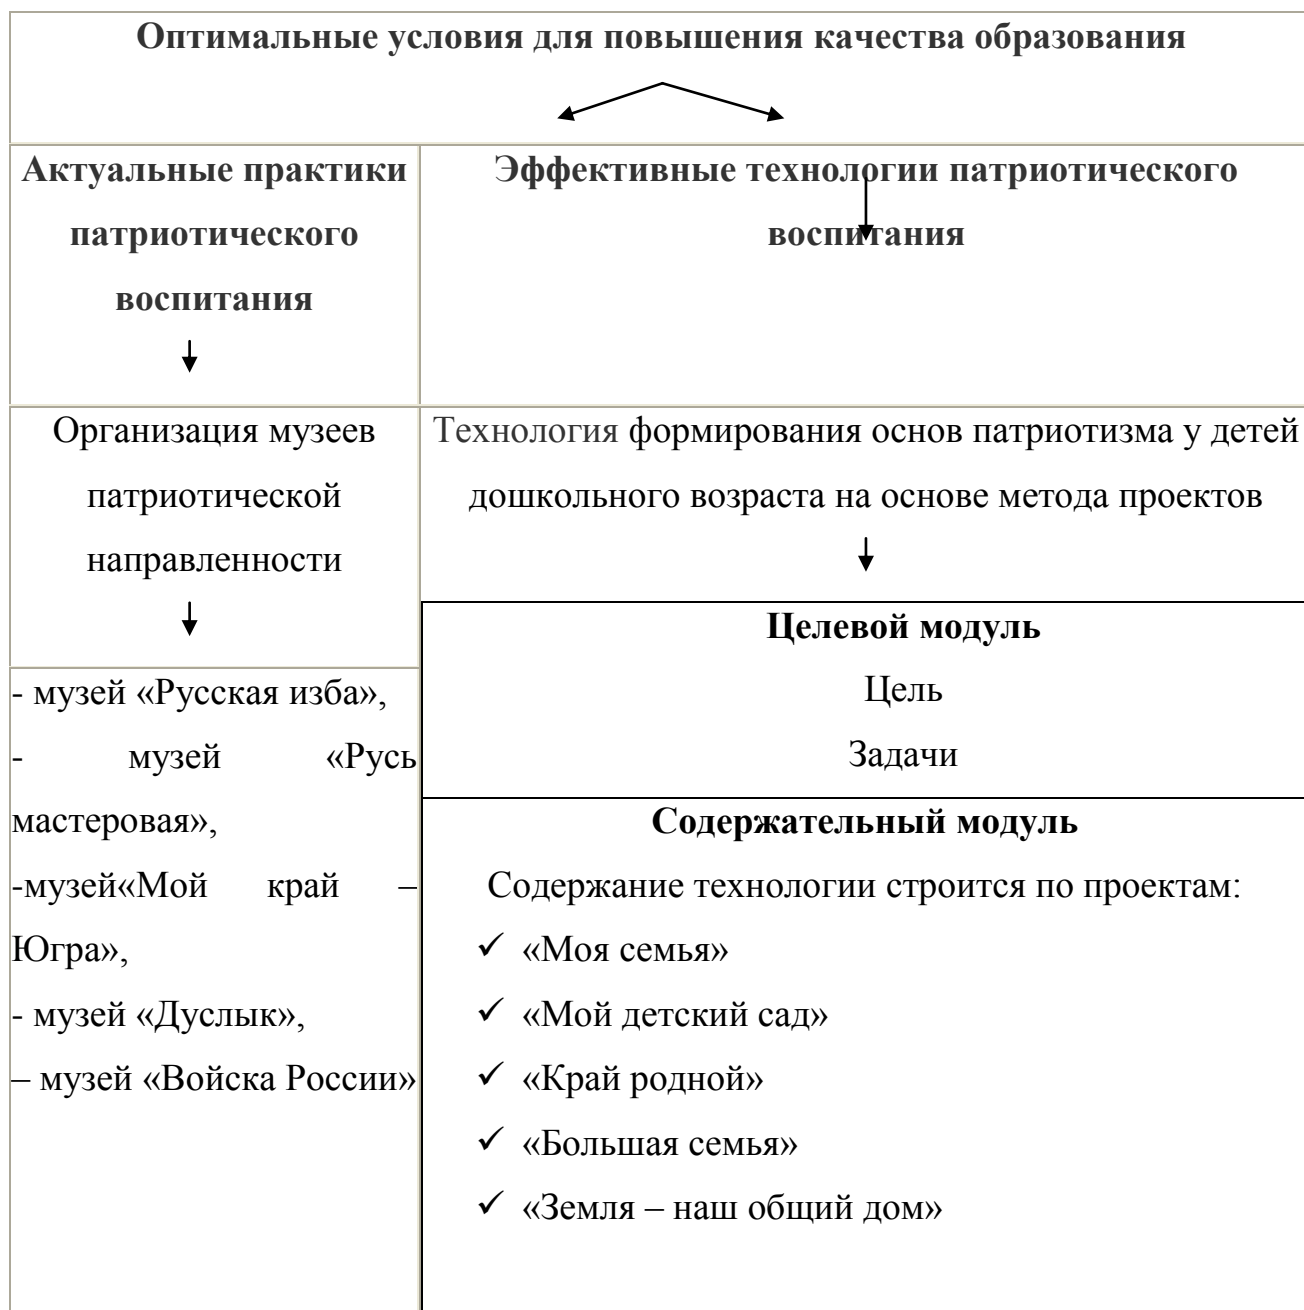 Оптимальные условия для повышения качества образования
Актуальные практики
патриотического
воспитания
Эффективные технологии патриотического
воспитания
Организация музеев
патриотической
направленности
Технология формирования основ патриотизма у детей
дошкольного возраста на основе метода проектов
- музей «Русская изба»,
- музей «Русь
мастеровая»,
-музей«Мой край –
Югра»,
- музей «Дуслык»,
– музей «Войска России»
Целевой модуль
Цель
Задачи
Содержательный модуль
Содержание технологии строится по проектам:
✓ «Моя семья»
✓ «Мой детский сад»
✓ «Край родной»
✓ «Большая семья»
✓ «Земля – наш общий дом»